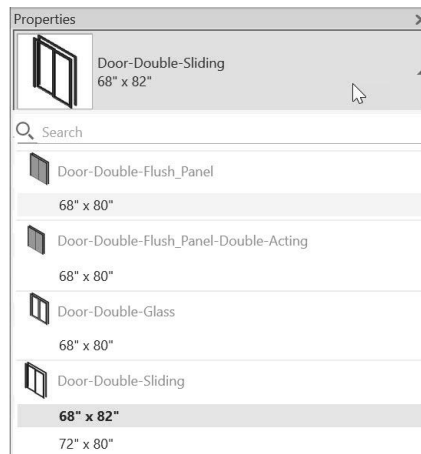 Properties
Door-Double-Sliding
68" x 82"
Search
Door-Double-Flush_Panel
68" x 80"
Door-Double-Flush_Panel-Double-Acting
68" x 80"
Door-Double-Glass
68" x 80"
Door-Double-Sliding
68" x 82"
72" x 80"